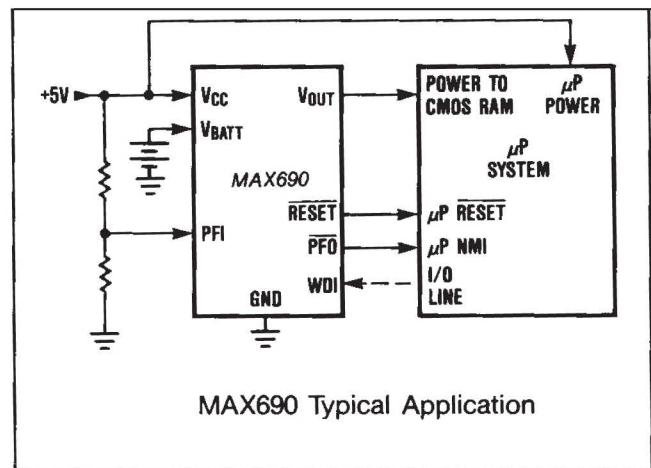 +5V
VCC
VBATT
PFI
GND
MAX690
VOUT
RESET
PFO
WDI
POWER TO
CMOS RAM
μP
POWER
μP
SYSTEM
μP RESET
μP NMI
I/O
LINE
MAX690 Typical Application